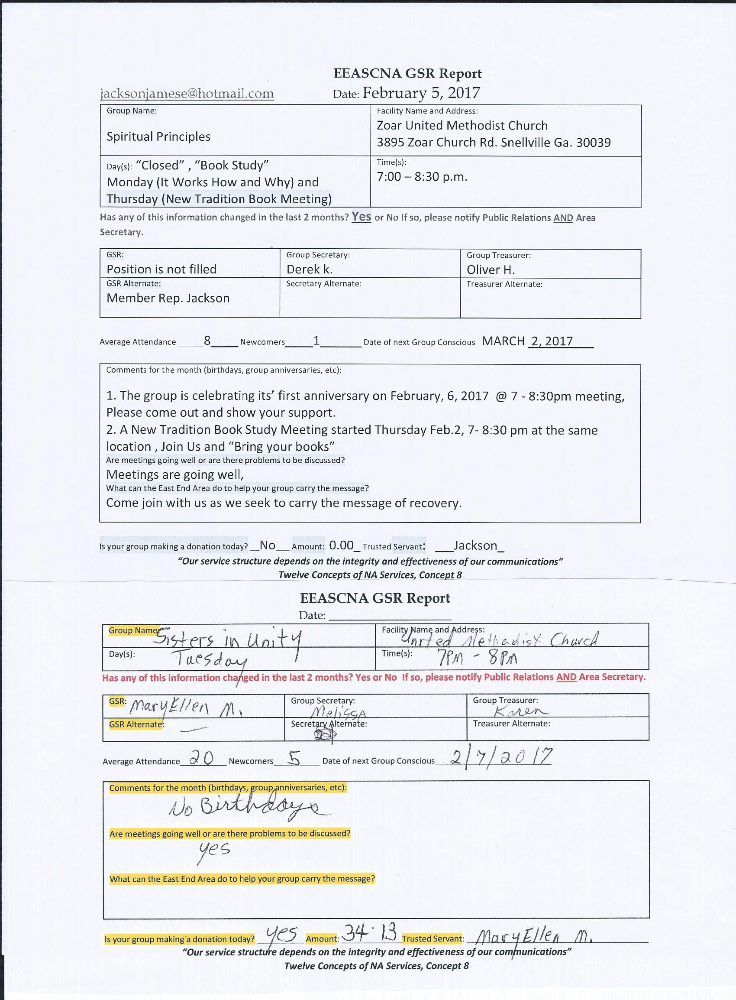 EEASCNA GSR Report
jacksonjamese@hotmail.com Date: February 5, 2017
Group Name:
Spiritual Principles
Facility Name and Address:
Zoar United Methodist Church
3895 Zoar Church Rd. Snellville Ga. 30039
Day(s): “Closed” , “Book Study”
Monday (It Works How and Why) and
Thursday (New Tradition Book Meeting)
Time(s):
7:00 – 8:30 p.m.
Has any of this information changed in the last 2 months? Yes or No If so, please notify Public Relations AND Area
Secretary.
GSR:
Position is not filled
Group Secretary:
Derek k.
Group Treasurer:
Oliver H.
GSR Alternate:
Member Rep. Jackson
Secretary Alternate:
Treasurer Alternate:
Average Attendance 8 Newcomers 1 Date of next Group Conscious MARCH 2, 2017
Comments for the month (birthdays, group anniversaries, etc):
1. The group is celebrating its’ first anniversary on February, 6, 2017 @ 7 - 8:30pm meeting,
Please come out and show your support.
2. A New Tradition Book Study Meeting started Thursday Feb.2, 7- 8:30 pm at the same
location , Join Us and “Bring your books”
Are meetings going well or are there problems to be discussed?
Meetings are going well,
What can the East End Area do to help your group carry the message?
Come join with us as we seek to carry the message of recovery.
Is your group making a donation today? __No__ Amount: 0.00_ Trusted Servant: ___Jackson_
“Our service structure depends on the integrity and effectiveness of our communications”
Twelve Concepts of NA Services, Concept 8
EEASCNA GSR Report
Date:
Group Name: Sisters in Unity
Facility Name and Address:
United Methodist Church
Day(s): Tuesday
Time(s): 7PM - 8PM
Has any of this information changed in the last 2 months? Yes or No If so, please notify Public Relations AND Area Secretary.
GSR: MaryEllen M.
Group Secretary:
Melissa
Group Treasurer:
Karen
GSR Alternate: —
Secretary Alternate:
Treasurer Alternate:
Average Attendance 20 Newcomers 5 Date of next Group Conscious 2/7/2017
Comments for the month (birthdays, group anniversaries, etc):
No Birthdays
Are meetings going well or are there problems to be discussed?
yes
What can the East End Area do to help your group carry the message?
Is your group making a donation today? yes Amount: 34.13 Trusted Servant: MaryEllen M.
“Our service structure depends on the integrity and effectiveness of our communications”
Twelve Concepts of NA Services, Concept 8